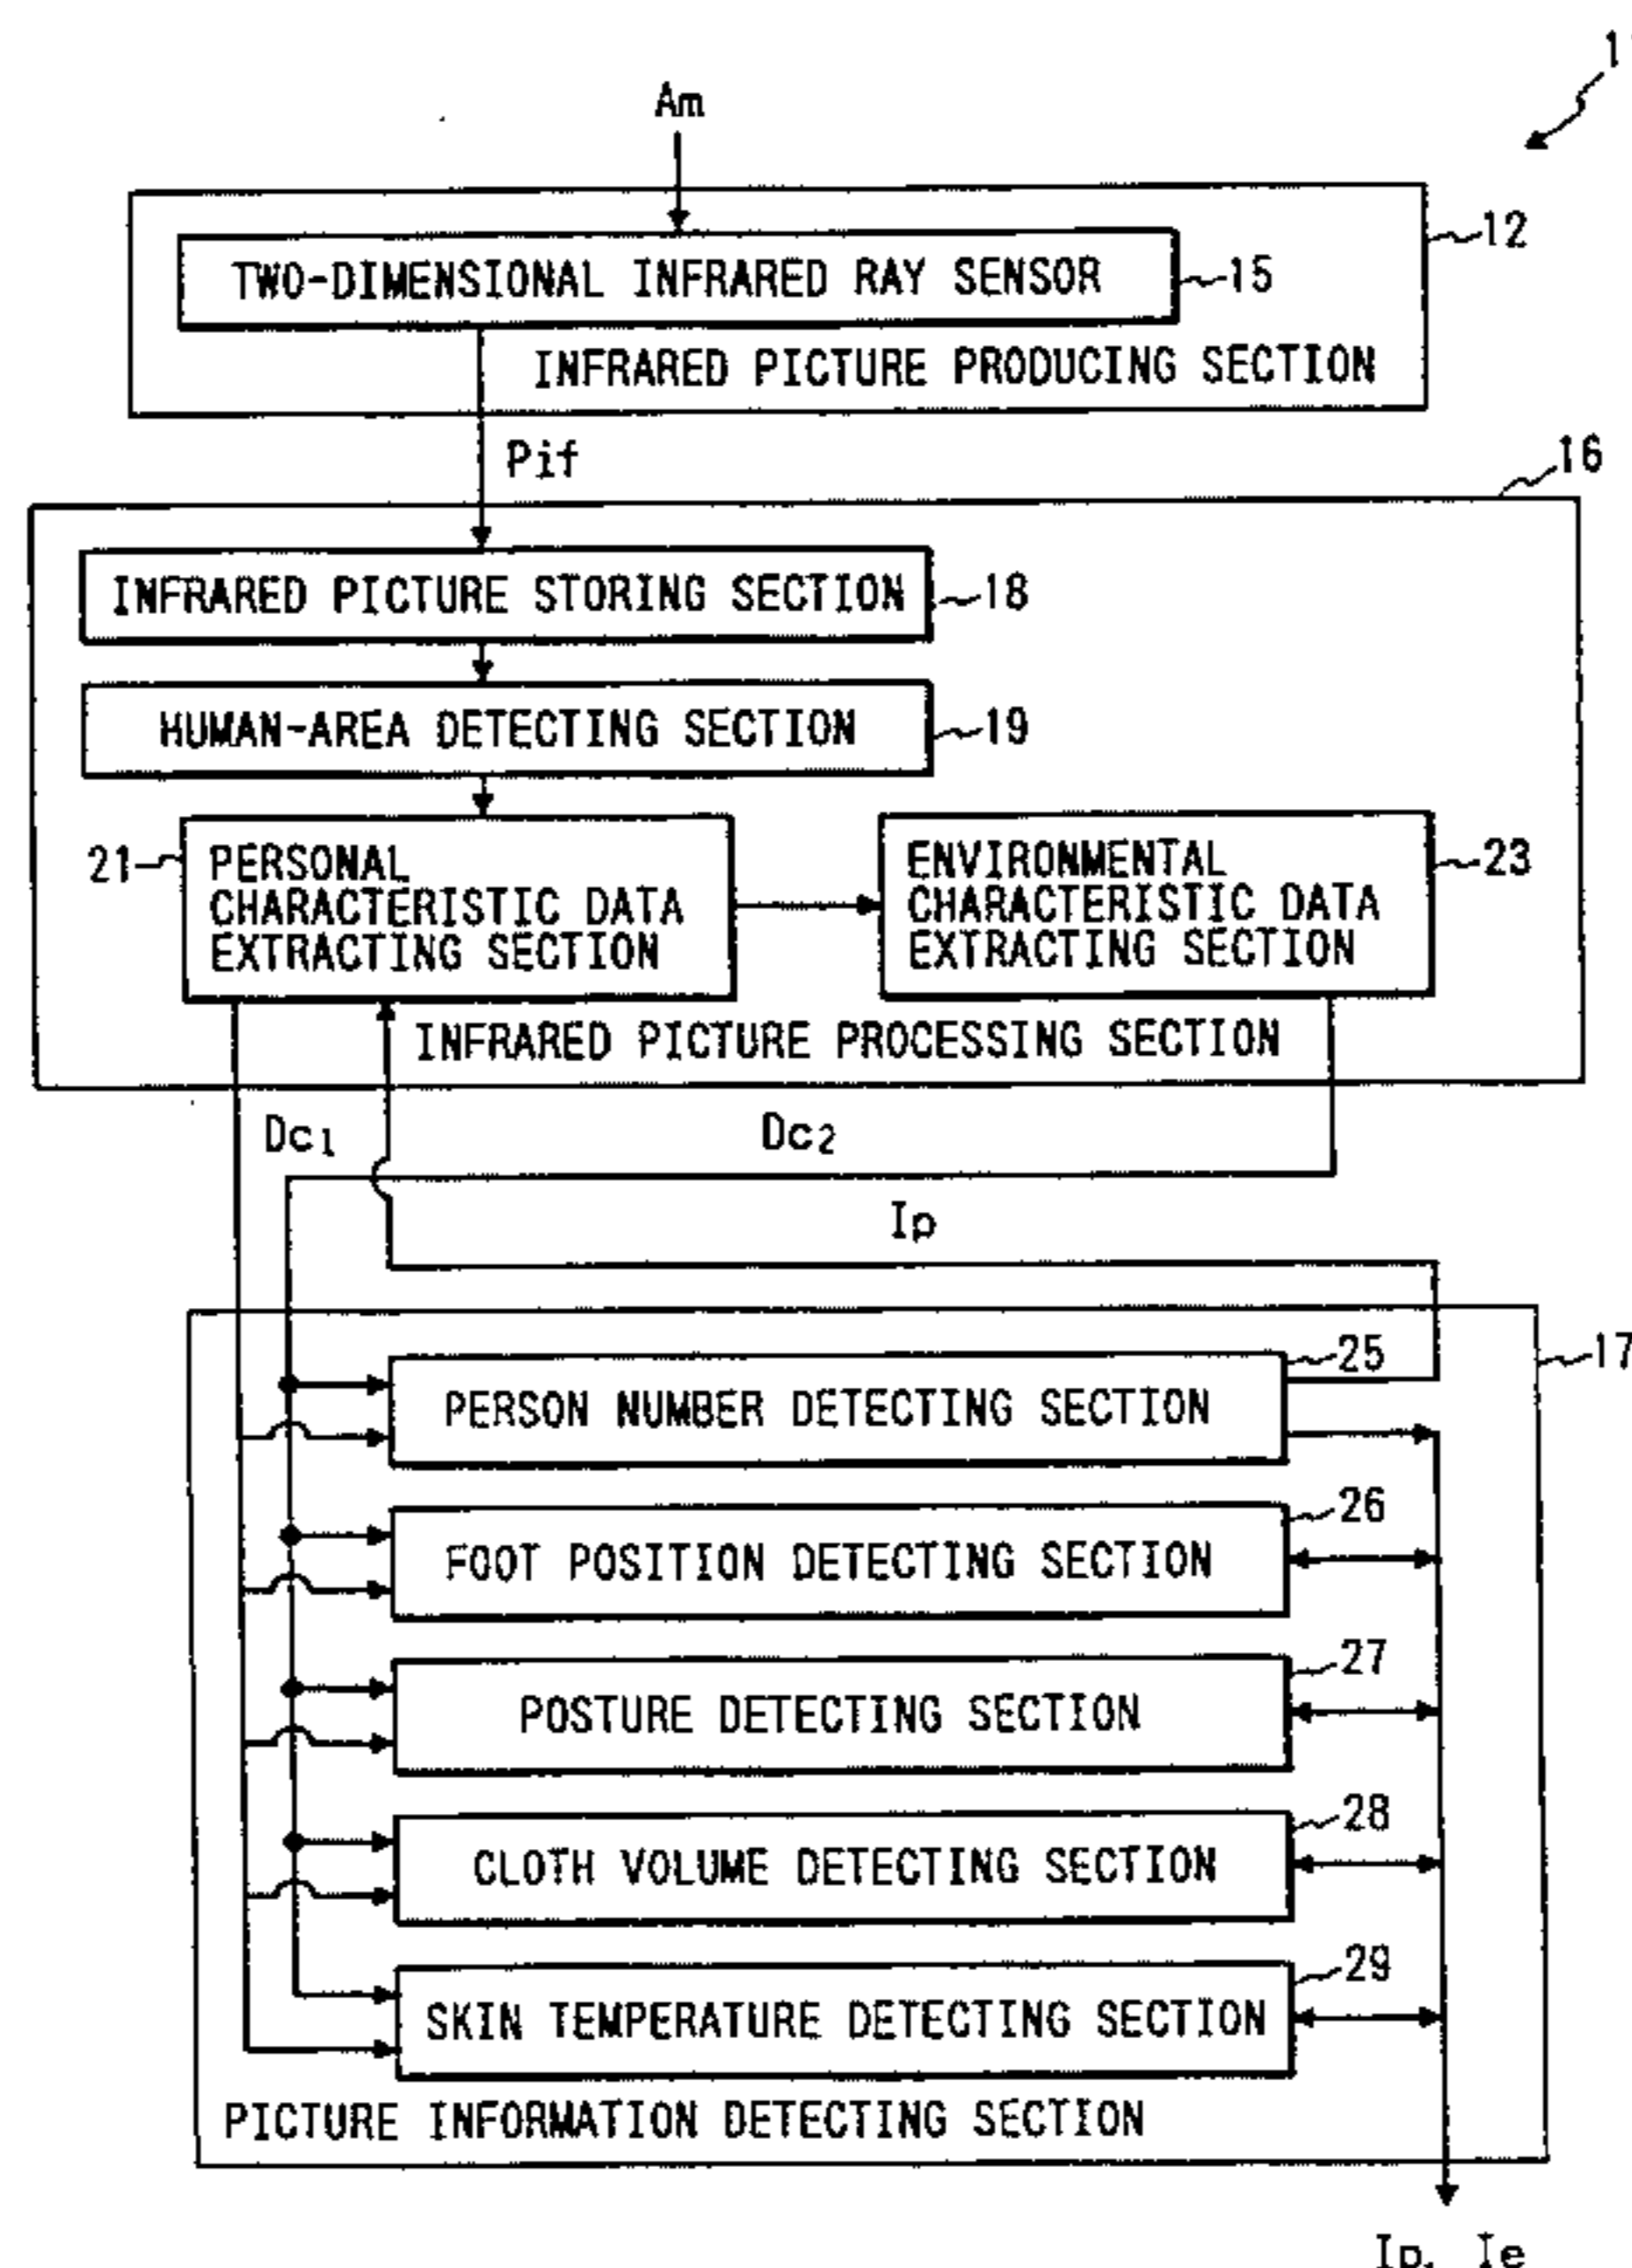 1
Am
12
TWO-DIMENSIONAL INFRARED RAY SENSOR
15
INFRARED PICTURE PRODUCING SECTION
Pif
16
INFRARED PICTURE STORING SECTION
18
HUMAN-AREA DETECTING SECTION
19
21
PERSONAL
CHARACTERISTIC DATA
EXTRACTING SECTION
ENVIRONMENTAL
CHARACTERISTIC DATA
EXTRACTING SECTION
23
INFRARED PICTURE PROCESSING SECTION
Dc1
Dc2
Ip
17
25
PERSON NUMBER DETECTING SECTION
26
FOOT POSITION DETECTING SECTION
27
POSTURE DETECTING SECTION
28
CLOTH VOLUME DETECTING SECTION
29
SKIN TEMPERATURE DETECTING SECTION
PICTURE INFORMATION DETECTING SECTION
Ip, Ie